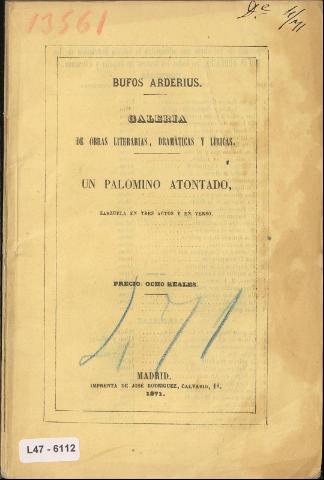 13561
BUFOS ARDERIUS.
GALERIA
DE OBRAS LITERARIAS, DRAMÁTICAS Y LÍRICAS.
UN PALOMINO ATONTADO,
ZARZUELA EN TRES ACTOS Y EN VERSO.
PRECIO: OCHO REALES.
471
MADRID.
IMPRENTA DE JOSÉ RODRIGUEZ, CALVARIO,
1871.
L47 - 6112